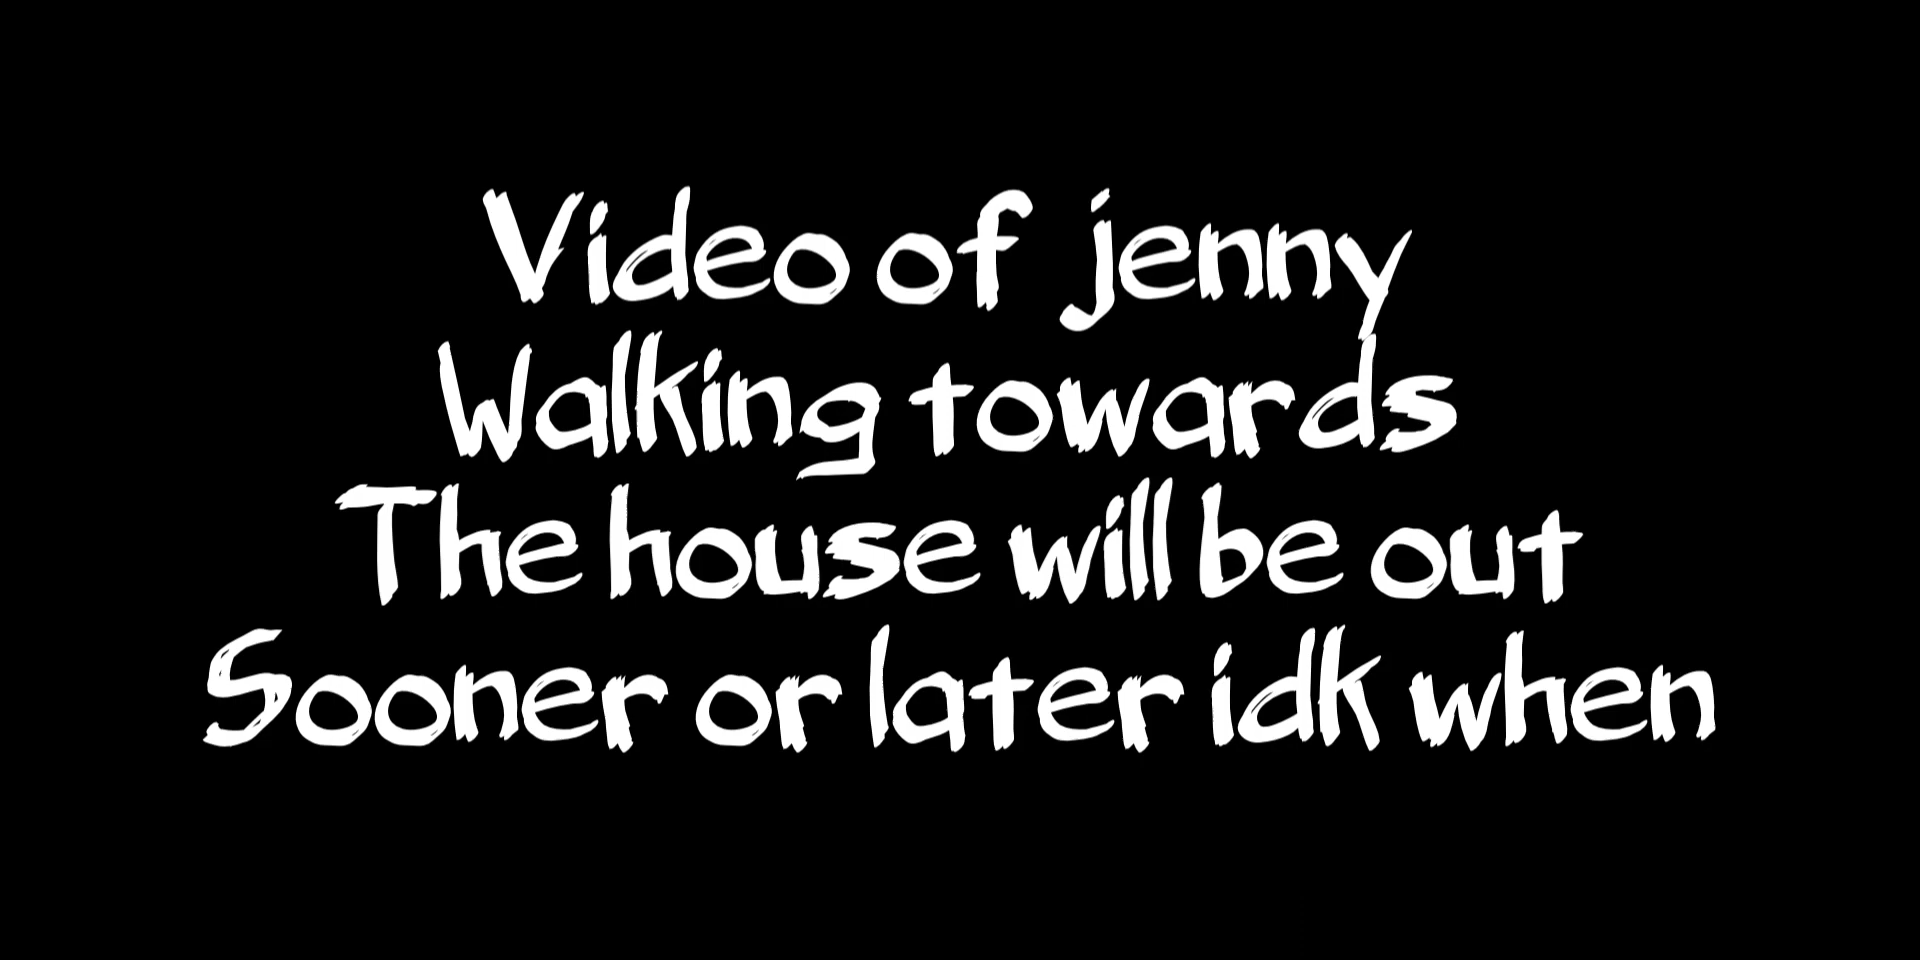 Video of jenny
Walking towards
The house will be out
Sooner or later idk when